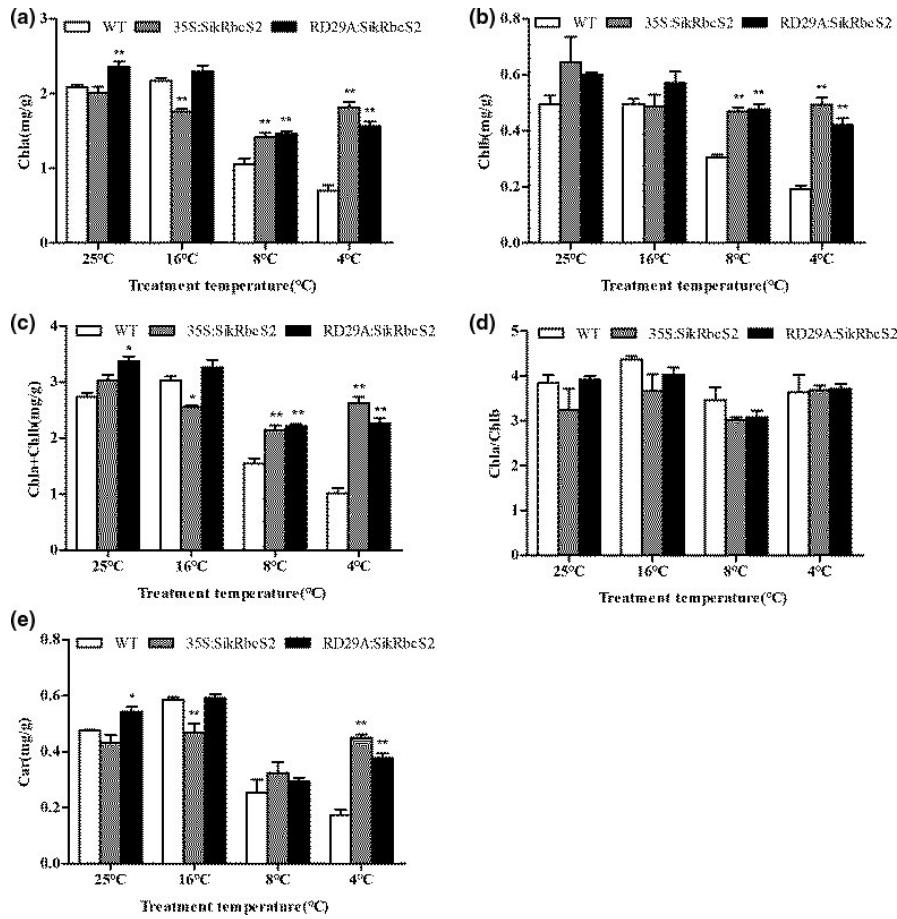 (a)
WT 35S:SikRbcS2 RD29A:SikRbcS2
Chla(mg/g)
3
2
1
0
** ** ** ** ** **
25°C 16°C 8°C 4°C
Treatment temperature(°C)
(b)
WT 35S:SikRbcS2 RD29A:SikRbcS2
Chlb(mg/g)
0.8
0.6
0.4
0.2
0.0
** ** ** **
25°C 16°C 8°C 4°C
Treatment temperature(°C)
(c)
WT 35S:SikRbcS2 RD29A:SikRbcS2
Chla+Chlb(mg/g)
4
3
2
1
0
* * ** ** ** **
25°C 16°C 8°C 4°C
Treatment temperature(°C)
(d)
WT 35S:SikRbcS2 RD29A:SikRbcS2
Chla/Chlb
5
4
3
2
1
0
25°C 16°C 8°C 4°C
Treatment temperature(°C)
(e)
WT 35S:SikRbcS2 RD29A:SikRbcS2
Car(mg/g)
0.8
0.6
0.4
0.2
0.0
* ** ** **
25°C 16°C 8°C 4°C
Treatment temperature(°C)